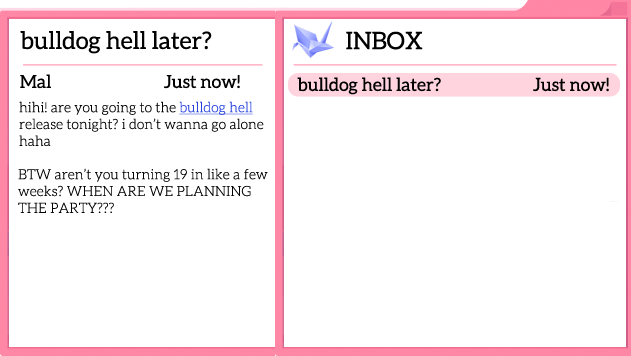 bulldog hell later?
Mal Just now!
hihi! are you going to the bulldog hell
release tonight? i don't wanna go alone
haha
BTW aren't you turning 19 in like a few
weeks? WHEN ARE WE PLANNING
THE PARTY???
INBOX
bulldog hell later? Just now!